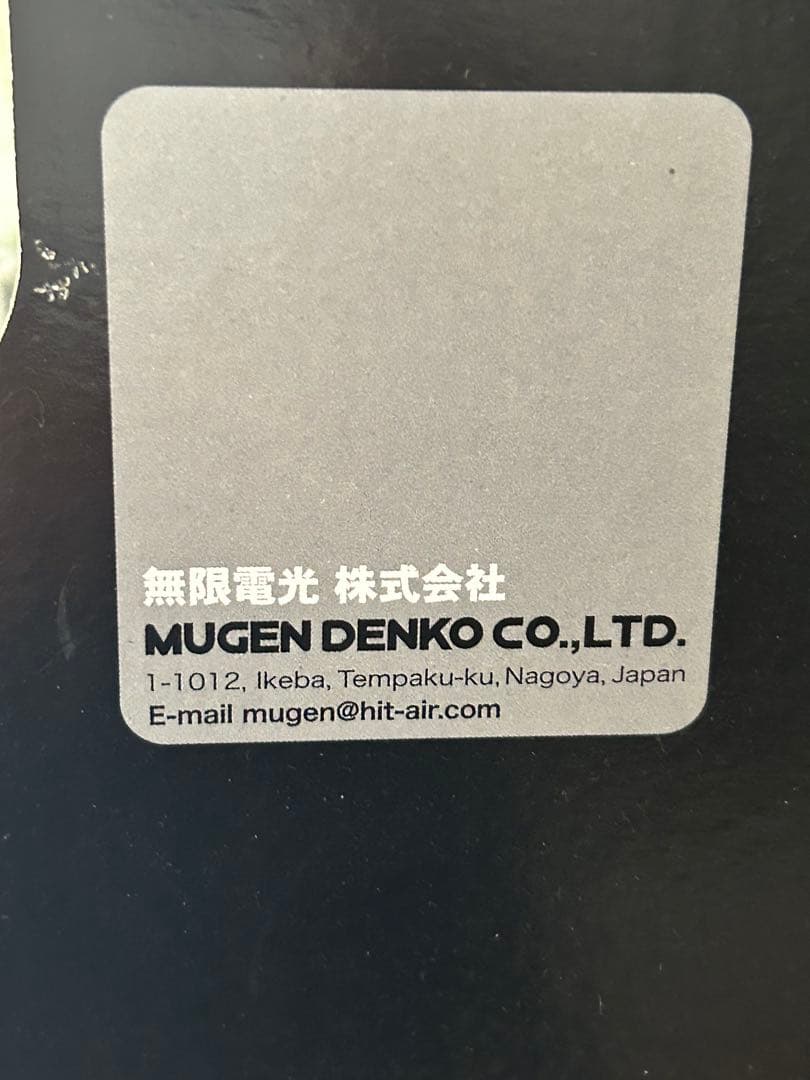 無限電光 株式会社
MUGEN DENKO CO.,LTD.
1-1012, Ikeba, Tempaku-ku, Nagoya, Japan
E-mail mugen@hit-air.com